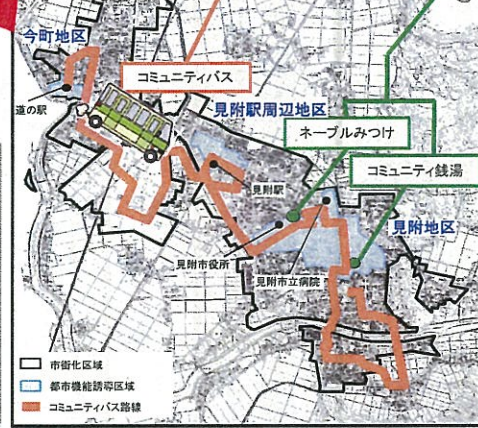 今町地区
コミュニティバス
道の駅
見附駅周辺地区
ネーブルみつけ
コミュニティ銭湯
見附駅
見附地区
見附市役所
見附市立病院
市街化区域
都市機能誘導区域
コミュニティバス路線